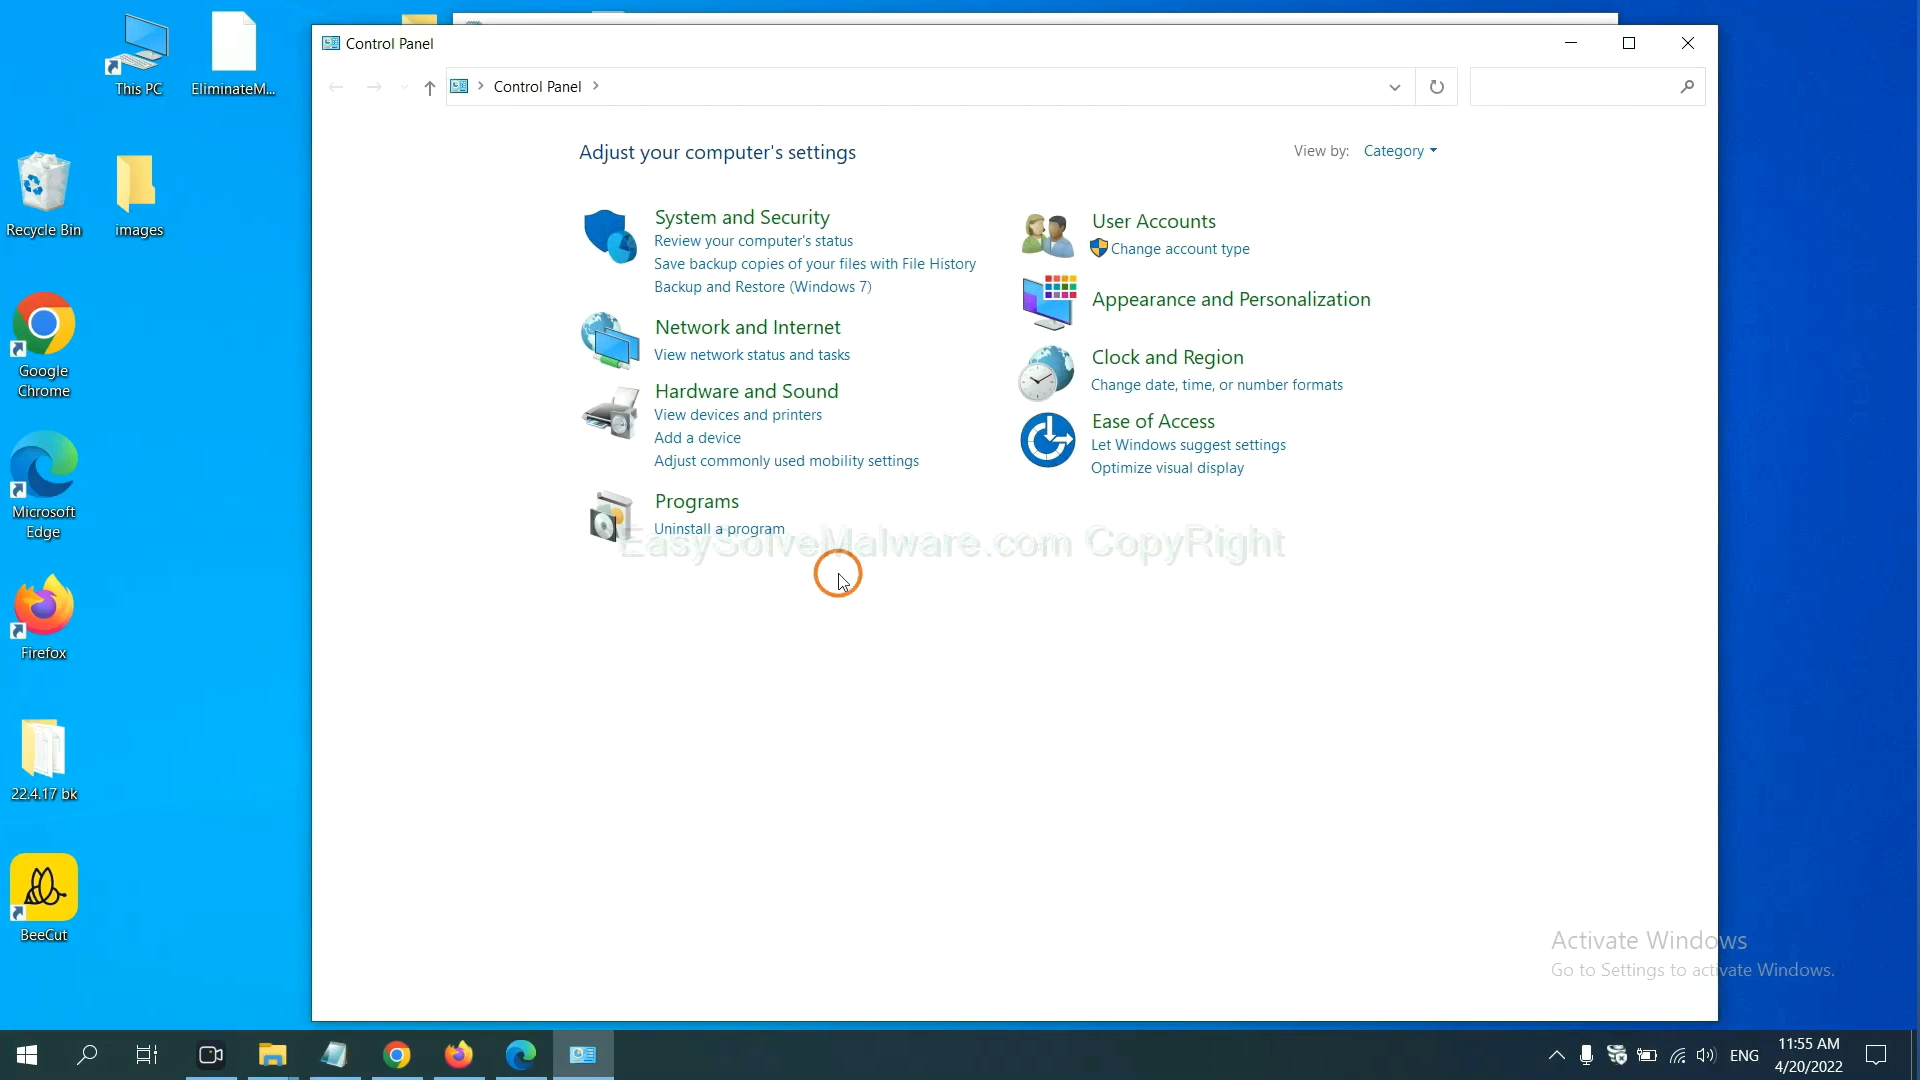 This PC
EliminateM...
Recycle Bin
images
Google
Chrome
Microsoft
Edge
Firefox
22.4.17 bk
BeeCut
Control Panel
Control Panel
Adjust your computer's settings
View by: Category
System and Security
Review your computer's status
Save backup copies of your files with File History
Backup and Restore (Windows 7)
Network and Internet
View network status and tasks
Hardware and Sound
View devices and printers
Add a device
Adjust commonly used mobility settings
Programs
Uninstall a program
User Accounts
Change account type
Appearance and Personalization
Clock and Region
Change date, time, or number formats
Ease of Access
Let Windows suggest settings
Optimize visual display
EasySolveMalware.com CopyRight
Activate Windows
Go to Settings to activate Windows.
ENG
11:55 AM
4/20/2022